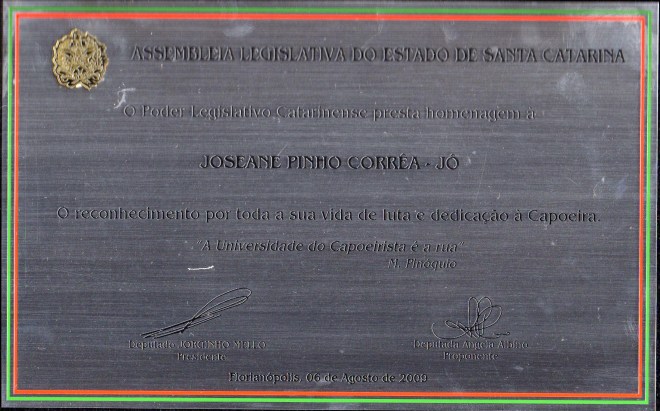 ASSEMBLEIA LEGISLATIVA DO ESTADO DE SANTA CATARINA
O Poder Legislativo Catarinense presta homenagem a
JOSEANE PINHO CORRÊA - JÔ
O reconhecimento por toda a sua vida de luta e dedicação à Capoeira.
"A Universidade do Capoeirista é a rua"
M. Pinóquio
Deputado JORGINHO MELLO
Presidente
Deputada Angela Albino
Proponente
Florianópolis, 06 de Agosto de 2009